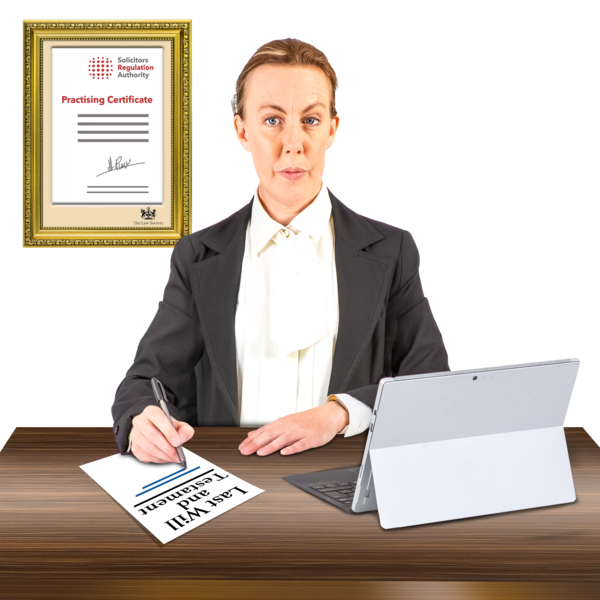 Solicitors
Regulation
Authority
Practising Certificate
The Law Society
Last Will
and
Testament